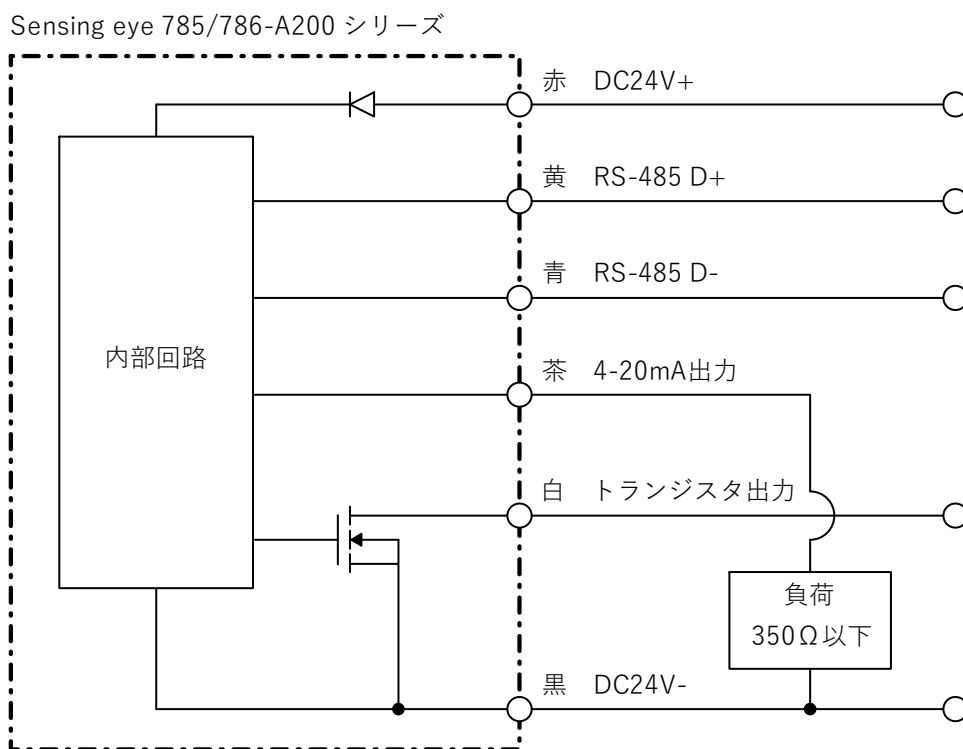 Sensing eye 785/786-A200 シリーズ
赤 DC24V+
黄 RS-485 D+
青 RS-485 D-
内部回路
茶 4-20mA出力
白 トランジスタ出力
負荷
350Ω以下
黒 DC24V-